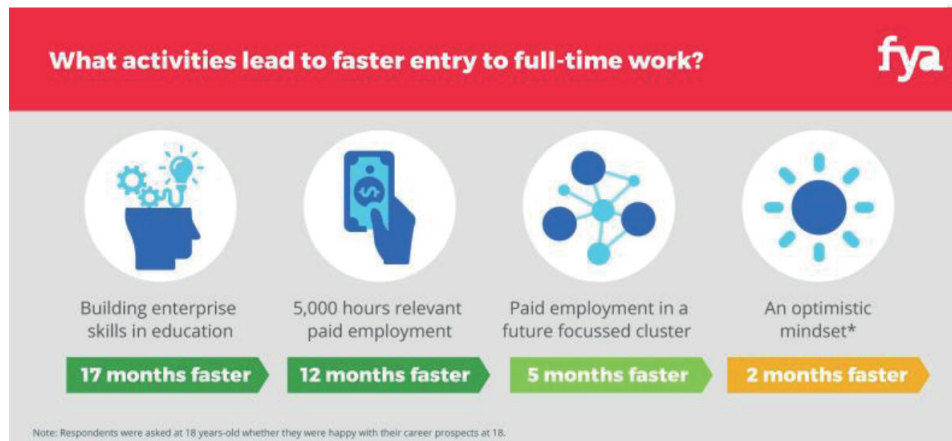 What activities lead to faster entry to full-time work?
fya
Building enterprise
skills in education
17 months faster
5,000 hours relevant
paid employment
12 months faster
Paid employment in a
future focussed cluster
5 months faster
An optimistic
mindset*
2 months faster
Note: Respondents were asked at 18 years-old whether they were happy with their career prospects at 18.